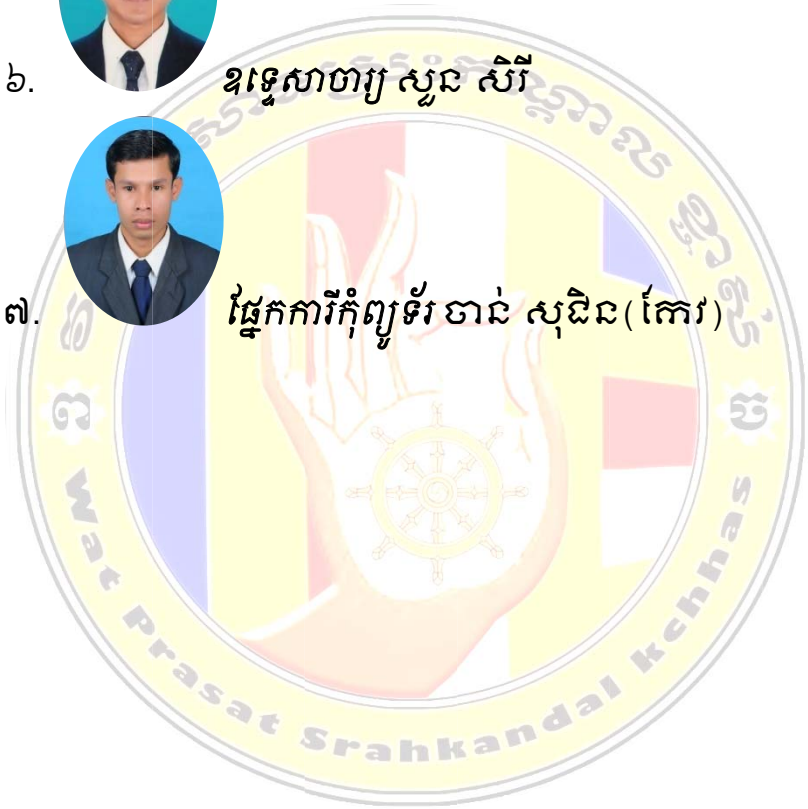 ៦. ឧទ្ទេសាចារ្យ សួន សិរី
៧. ផ្នែកការីកុំព្យូទ័រ ចាន់ សុជិន(កែវ)
Wat Prasat Srahkandal kchhas